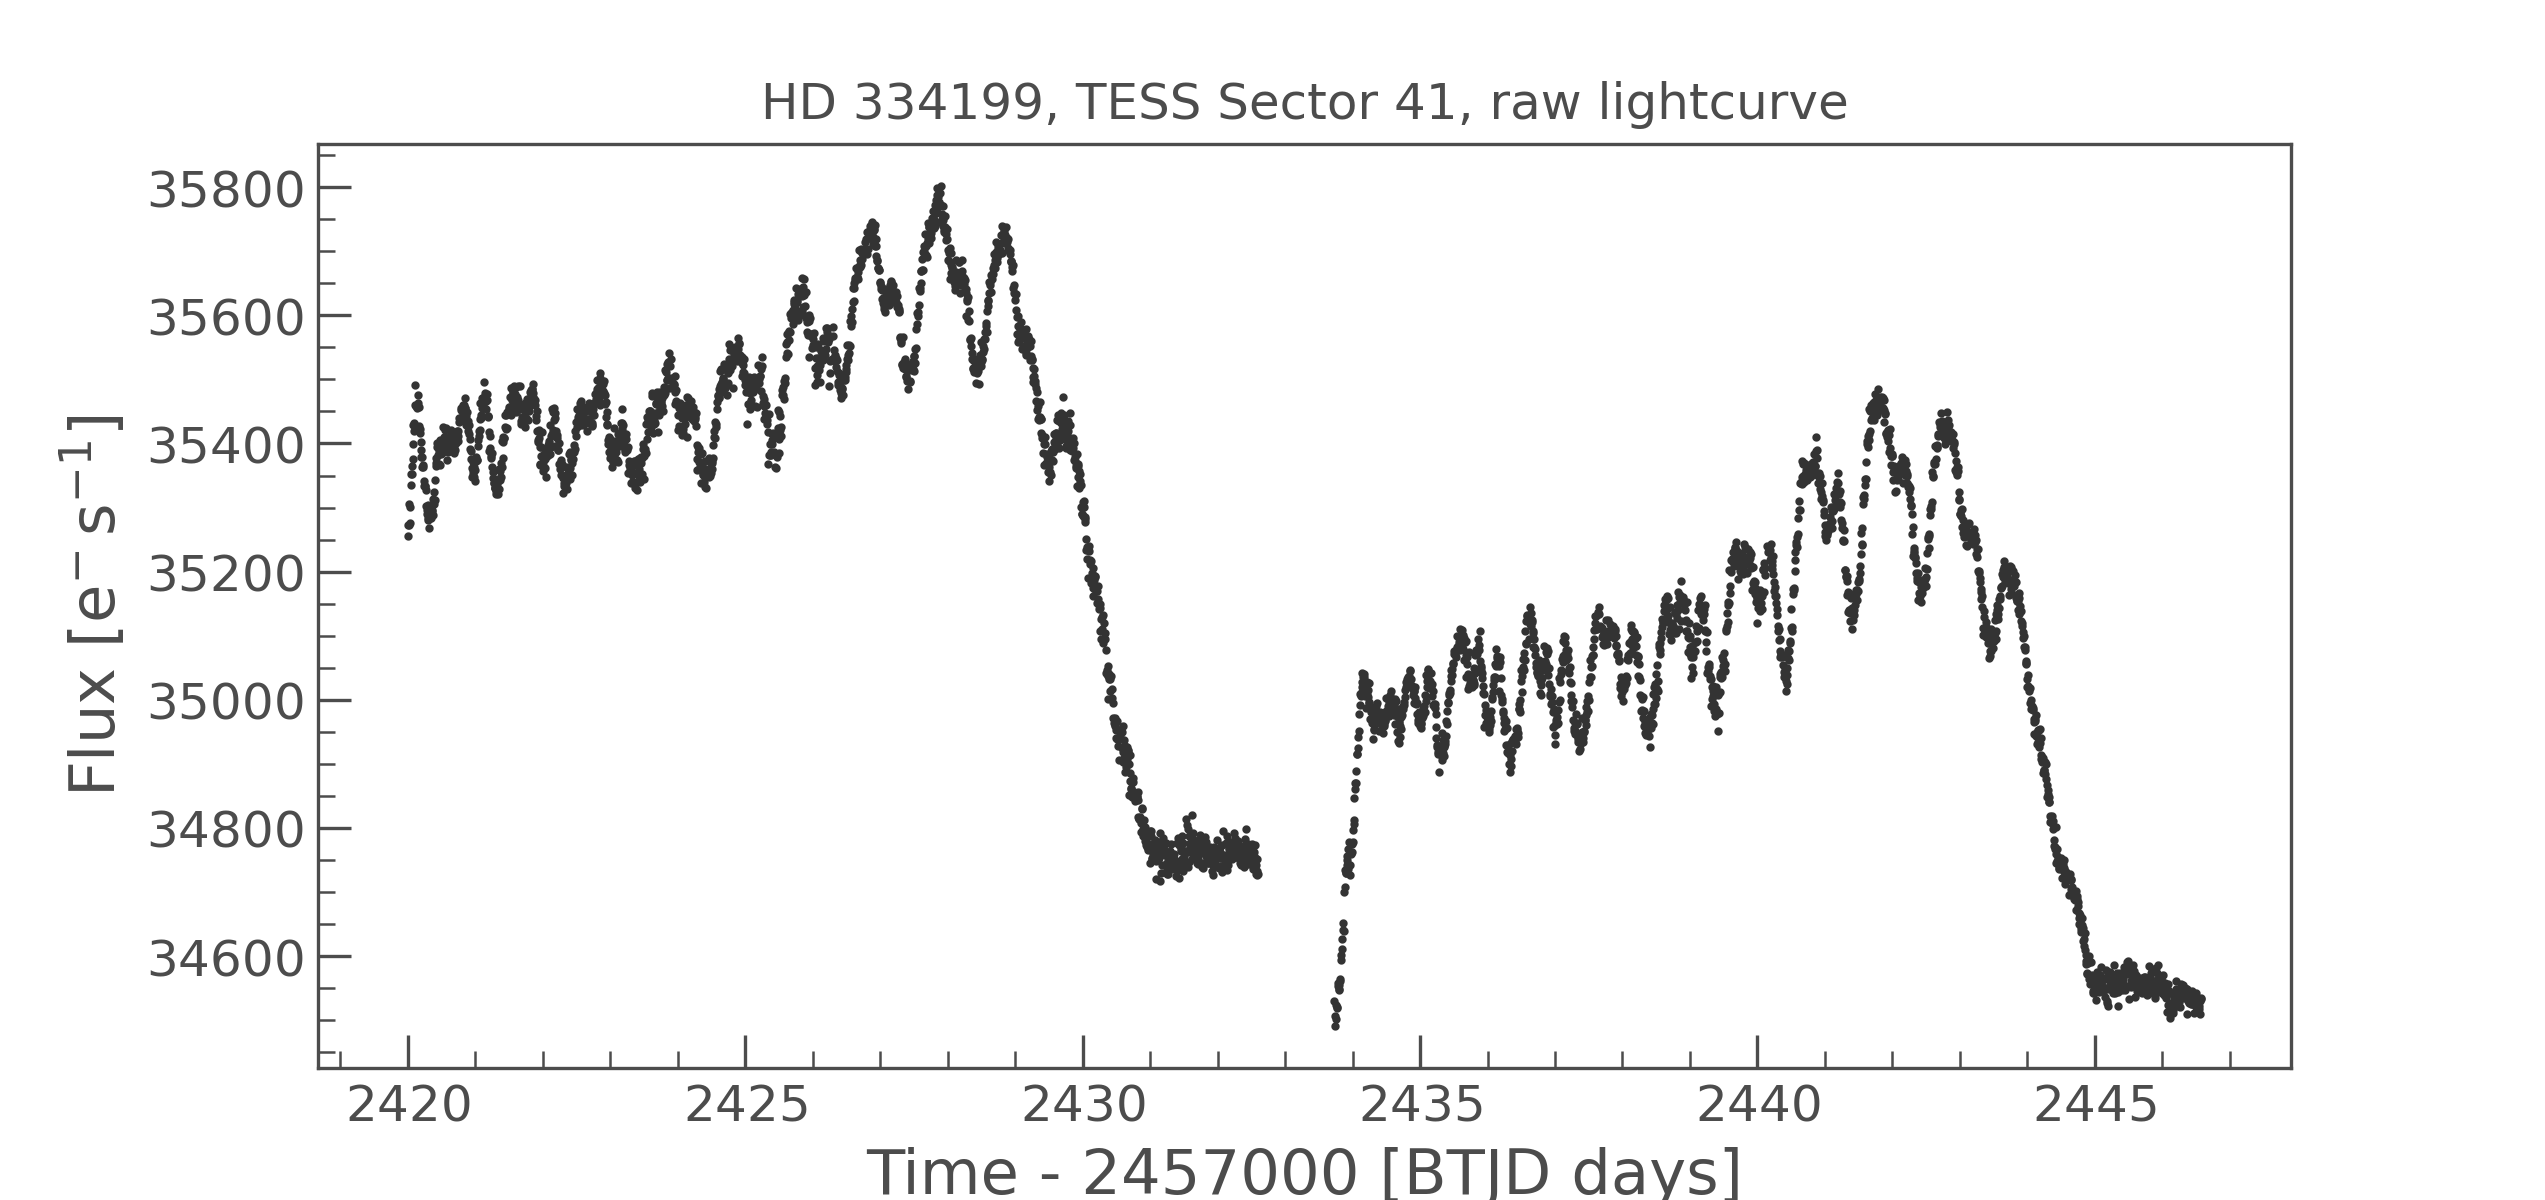 HD 334199, TESS Sector 41, raw lightcurve
35800
35600
35400
35200
35000
34800
34600
Flux [e⁻ s⁻¹]
2420 2425 2430 2435 2440 2445
Time - 2457000 [BTJD days]